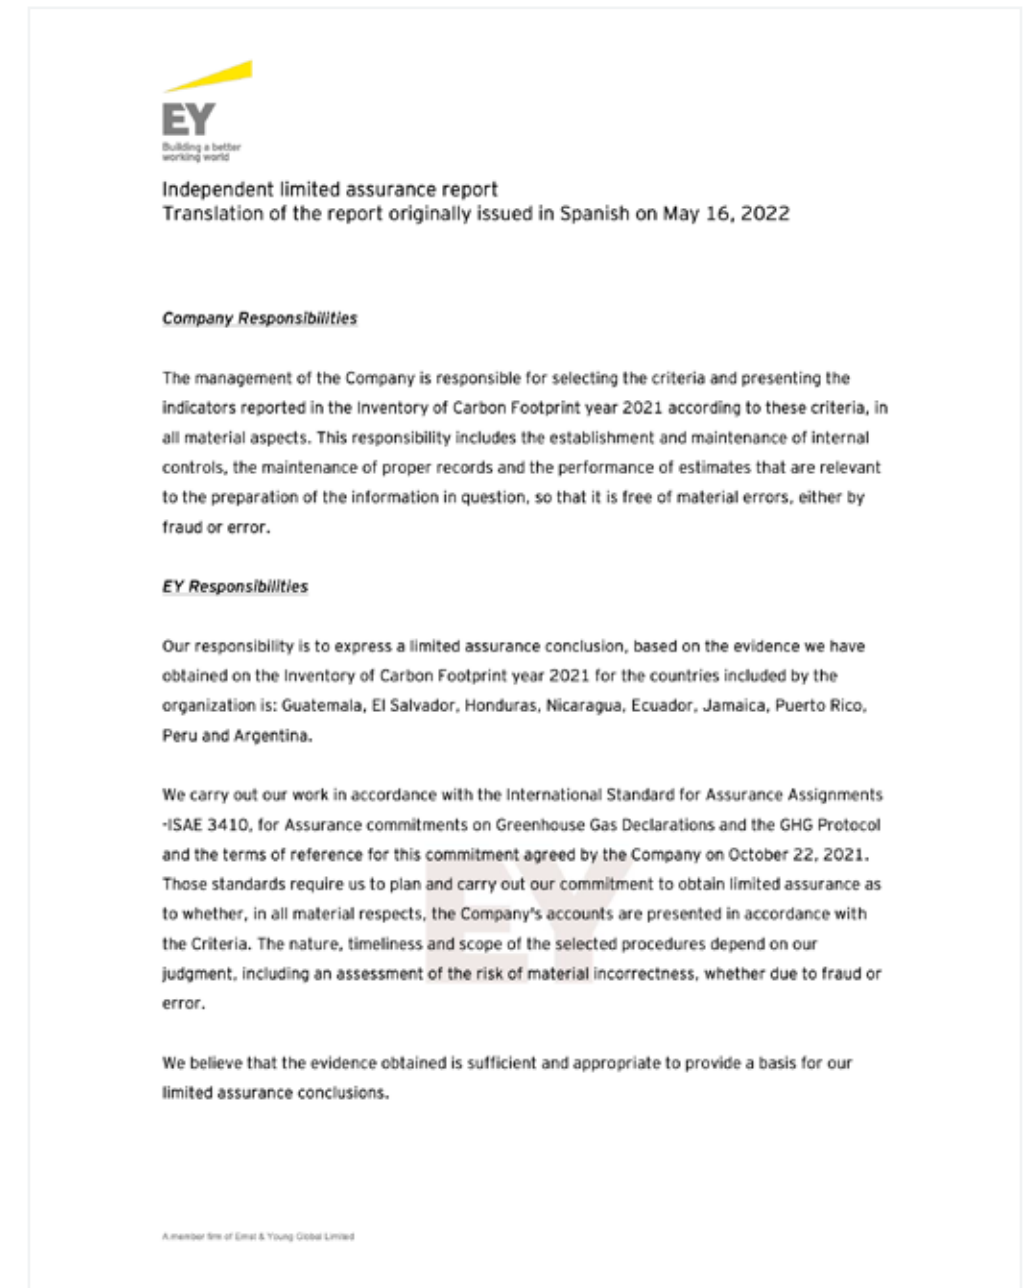 EY
Building a better
working world
Independent limited assurance report
Translation of the report originally issued in Spanish on May 16, 2022
Company Responsibilities
The management of the Company is responsible for selecting the criteria and presenting the
indicators reported in the Inventory of Carbon Footprint year 2021 according to these criteria, in
all material aspects. This responsibility includes the establishment and maintenance of internal
controls, the maintenance of proper records and the performance of estimates that are relevant
to the preparation of the information in question, so that it is free of material errors, either by
fraud or error.
EY Responsibilities
Our responsibility is to express a limited assurance conclusion, based on the evidence we have
obtained on the Inventory of Carbon Footprint year 2021 for the countries included by the
organization is: Guatemala, El Salvador, Honduras, Nicaragua, Ecuador, Jamaica, Puerto Rico,
Peru and Argentina.
We carry out our work in accordance with the International Standard for Assurance Assignments
-ISAE 3410, for Assurance commitments on Greenhouse Gas Declarations and the GHG Protocol
and the terms of reference for this commitment agreed by the Company on October 22, 2021.
Those standards require us to plan and carry out our commitment to obtain limited assurance as
to whether, in all material respects, the Company's accounts are presented in accordance with
the Criteria. The nature, timeliness and scope of the selected procedures depend on our
judgment, including an assessment of the risk of material incorrectness, whether due to fraud or
error.
EY
We believe that the evidence obtained is sufficient and appropriate to provide a basis for our
limited assurance conclusions.
A member firm of Ernst & Young Global Limited